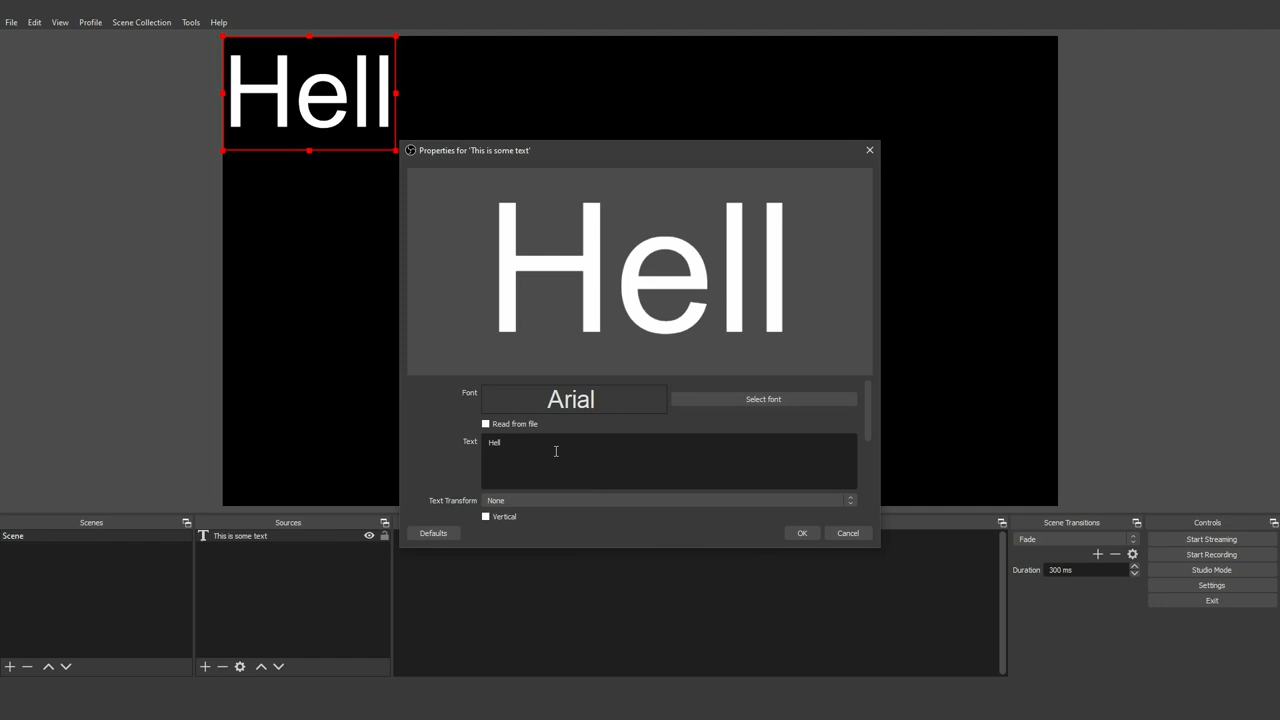 File Edit View Profile Scene Collection Tools Help
Hell
Properties for 'This is some text'
Hell
Font Arial Select font
Read from file
Text Hell
Text Transform None
Vertical
Defaults OK Cancel
Scenes Sources Scene Transitions Controls
Scene This is some text Fade Start Streaming
Start Recording
Duration 300 ms Studio Mode
Settings
Exit